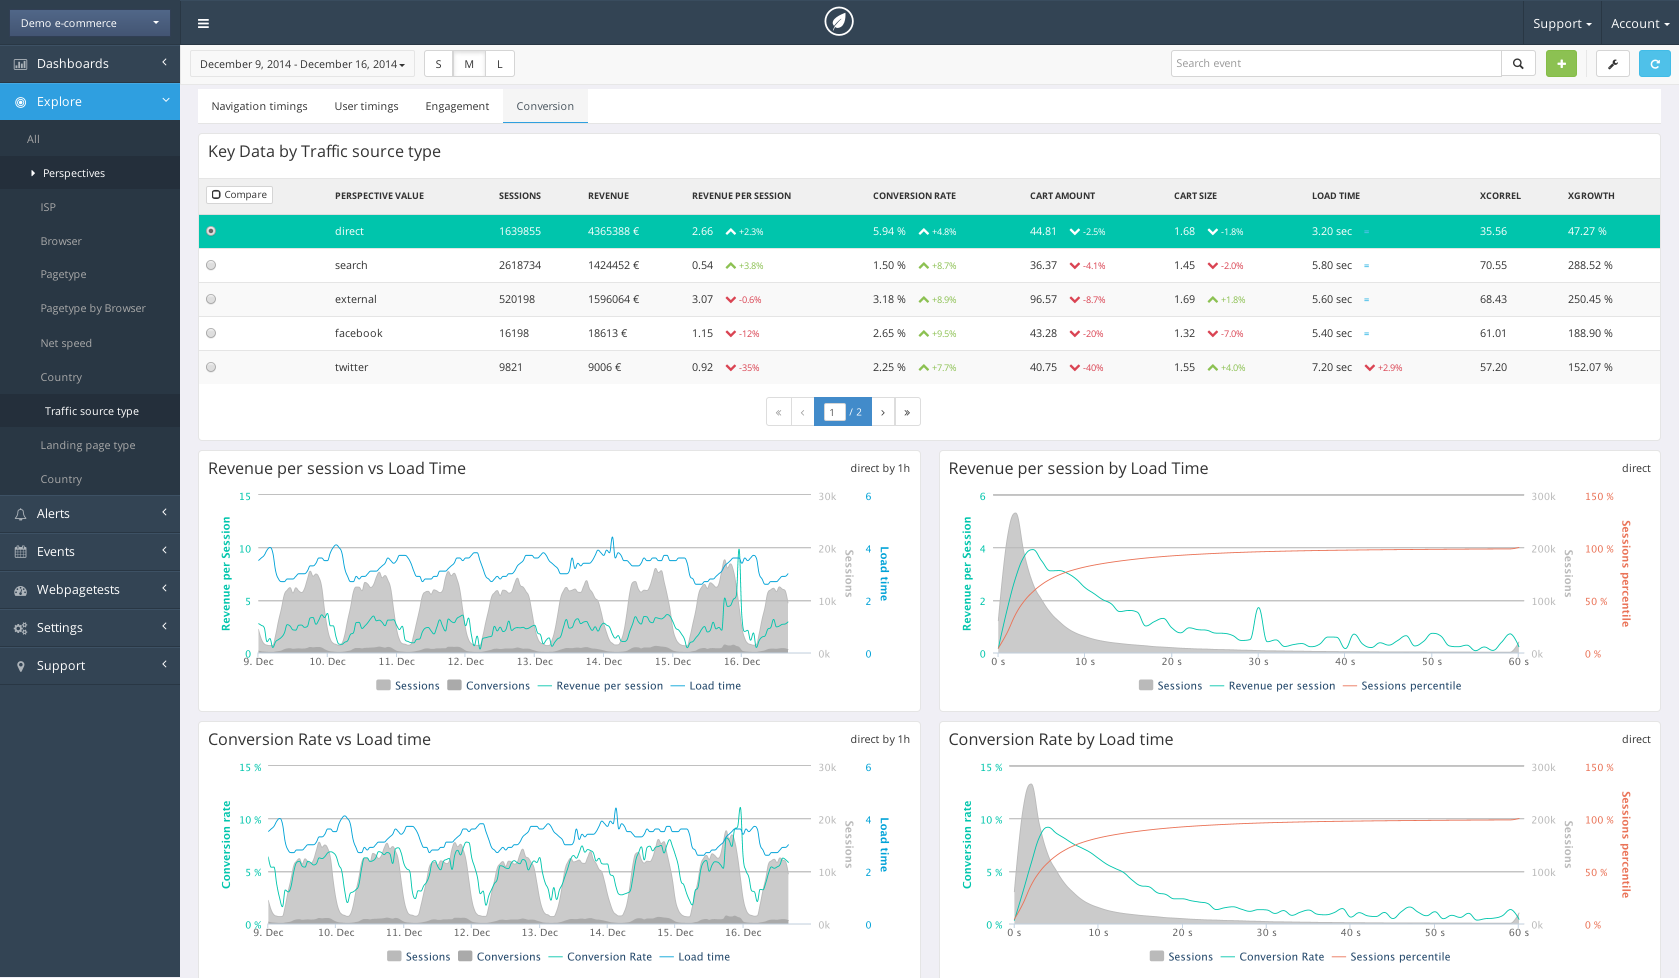 Demo e-commerce
Support
Account
Dashboards
Explore
All
Perspectives
ISP
Browser
Pagetype
Pagetype by Browser
Net speed
Country
Traffic source type
Landing page type
Country
Alerts
Events
Webpagetests
Settings
Support
December 9, 2014 - December 16, 2014
S M L
Search event
Navigation timings User timings Engagement Conversion
Key Data by Traffic source type
Compare PERSPECTIVE VALUE SESSIONS REVENUE REVENUE PER SESSION CONVERSION RATE CART AMOUNT CART SIZE LOAD TIME XCORREL XGROWTH
direct 1639855 4365388 € 2.66 +2.3% 5.94 % +4.8% 44.81 -2.5% 1.68 -1.8% 3.20 sec = 35.56 47.27 %
search 2618734 1424452 € 0.54 +3.8% 1.50 % +8.7% 36.37 -4.1% 1.45 -2.0% 5.80 sec = 70.55 288.52 %
external 520198 1596064 € 3.07 -0.6% 3.18 % +8.9% 96.57 -8.7% 1.69 +1.8% 5.60 sec = 68.43 250.45 %
facebook 16198 18613 € 1.15 -12% 2.65 % +9.5% 43.28 -20% 1.32 -7.0% 5.40 sec = 61.01 188.90 %
twitter 9821 9006 € 0.92 -35% 2.25 % +7.7% 40.75 -40% 1.55 +4.0% 7.20 sec +2.9% 57.20 152.07 %
« ‹ 1 / 2 › »
Revenue per session vs Load Time direct by 1h
15 30k 6
10 20k 4
5 10k 2
0 0k 0
Revenue per Session
Sessions
Load time
9. Dec 10. Dec 11. Dec 12. Dec 13. Dec 14. Dec 15. Dec 16. Dec
Sessions Conversions Revenue per session Load time
Revenue per session by Load Time direct
6 300k 150 %
4 200k 100 %
2 100k 50 %
0 0k 0 %
Revenue per Session
Sessions
Sessions percentile
0 s 10 s 20 s 30 s 40 s 50 s 60 s
Sessions Revenue per session Sessions percentile
Conversion Rate vs Load time direct by 1h
15 % 30k 6
10 % 20k 4
5 % 10k 2
0 % 0k 0
Conversion rate
Sessions
Load time
9. Dec 10. Dec 11. Dec 12. Dec 13. Dec 14. Dec 15. Dec 16. Dec
Sessions Conversions Conversion Rate Load time
Conversion Rate by Load time direct
15 % 300k 150 %
10 % 200k 100 %
5 % 100k 50 %
0 % 0k 0 %
Conversion rate
Sessions
Sessions percentile
0 s 10 s 20 s 30 s 40 s 50 s 60 s
Sessions Conversion Rate Sessions percentile